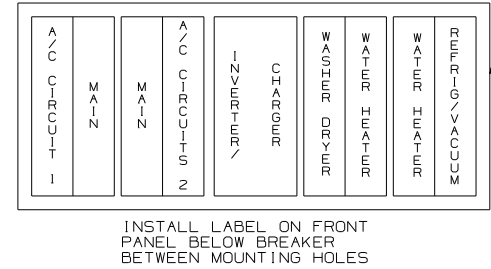 A/C CIRCUIT 1
MAIN
MAIN
A/C CIRCUITS 2
INVERTER/
CHARGER
WASHER DRYER
WATER HEATER
WATER HEATER
REFRIG/VACUUM
INSTALL LABEL ON FRONT
PANEL BELOW BREAKER
BETWEEN MOUNTING HOLES